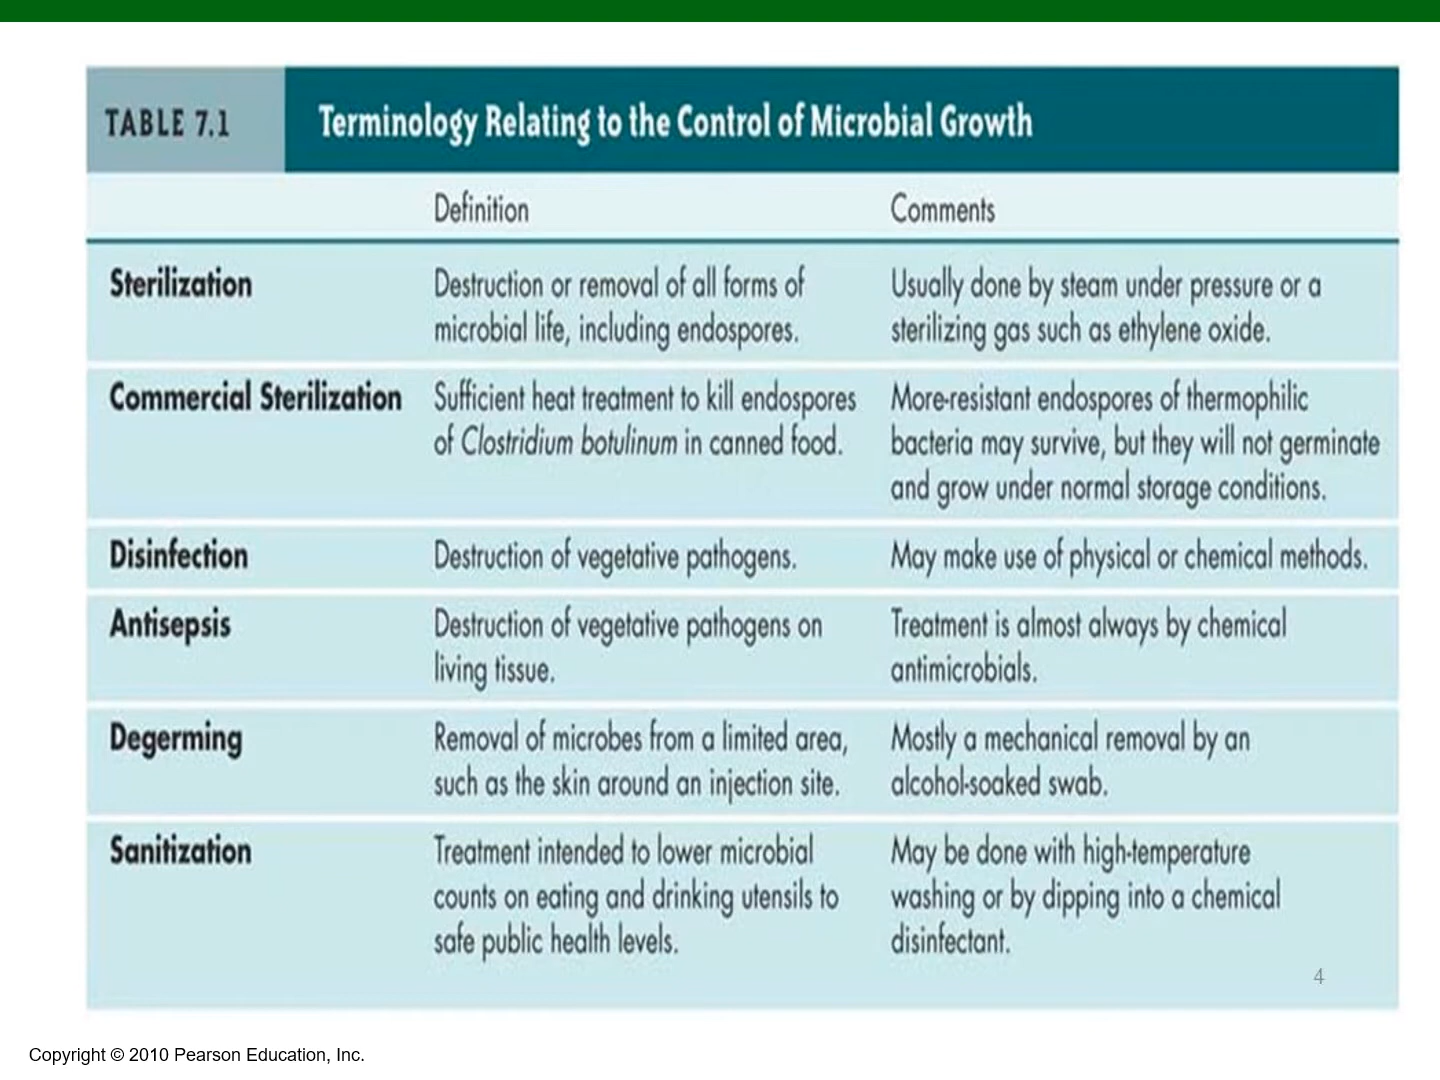 TABLE 7.1
Terminology Relating to the Control of Microbial Growth
Definition
Comments
Sterilization
Destruction or removal of all forms of
microbial life, including endospores.
Usually done by steam under pressure or a
sterilizing gas such as ethylene oxide.
Commercial Sterilization
Sufficient heat treatment to kill endospores
of Clostridium botulinum in canned food.
More-resistant endospores of thermophilic
bacteria may survive, but they will not germinate
and grow under normal storage conditions.
Disinfection
Destruction of vegetative pathogens.
May make use of physical or chemical methods.
Antisepsis
Destruction of vegetative pathogens on
living tissue.
Treatment is almost always by chemical
antimicrobials.
Degerming
Removal of microbes from a limited area,
such as the skin around an injection site.
Mostly a mechanical removal by an
alcohol-soaked swab.
Sanitization
Treatment intended to lower microbial
counts on eating and drinking utensils to
safe public health levels.
May be done with high-temperature
washing or by dipping into a chemical
disinfectant.
4
Copyright © 2010 Pearson Education, Inc.